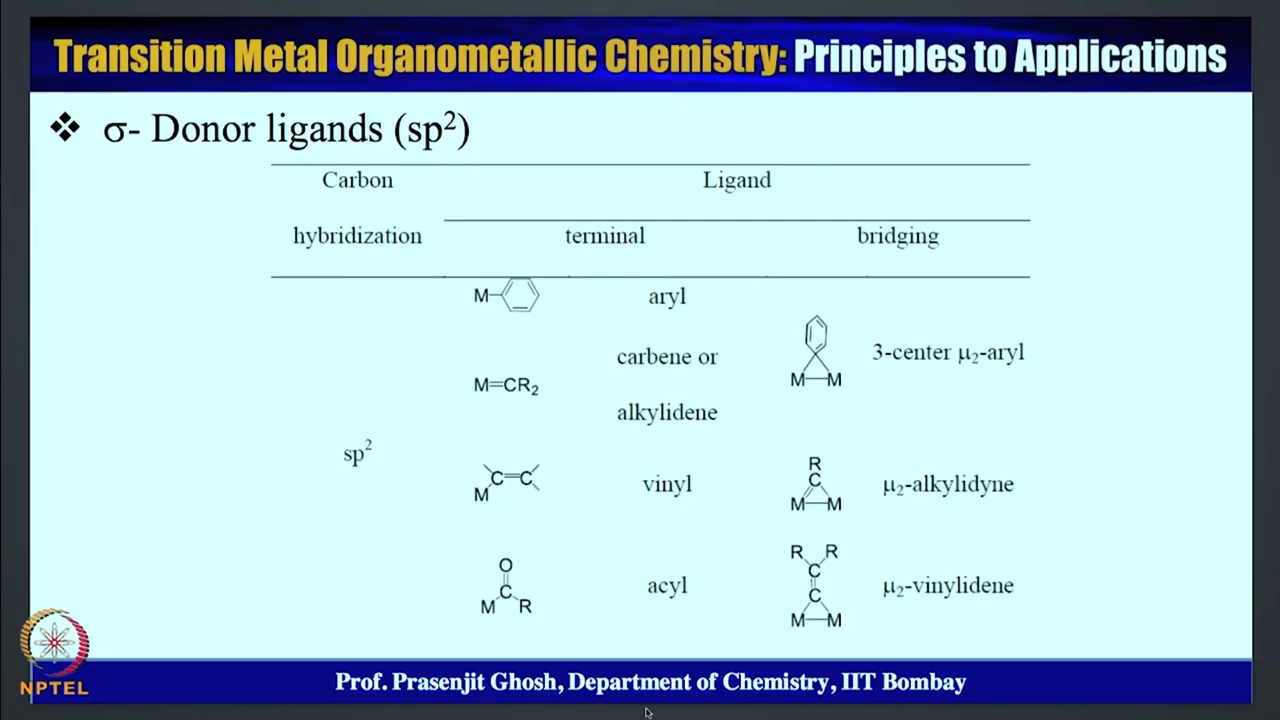 Transition Metal Organometallic Chemistry: Principles to Applications
❖ σ- Donor ligands (sp²)
Carbon
hybridization
Ligand
terminal
bridging
sp²
M
aryl
M=CR₂
carbene or
alkylidene
M C=C
vinyl
O
C
M R
acyl
M—M
3-center μ₂-aryl
R
C
M—M
μ₂-alkylidyne
R R
C
C
M—M
μ₂-vinylidene
NPTEL
Prof. Prasenjit Ghosh, Department of Chemistry, IIT Bombay